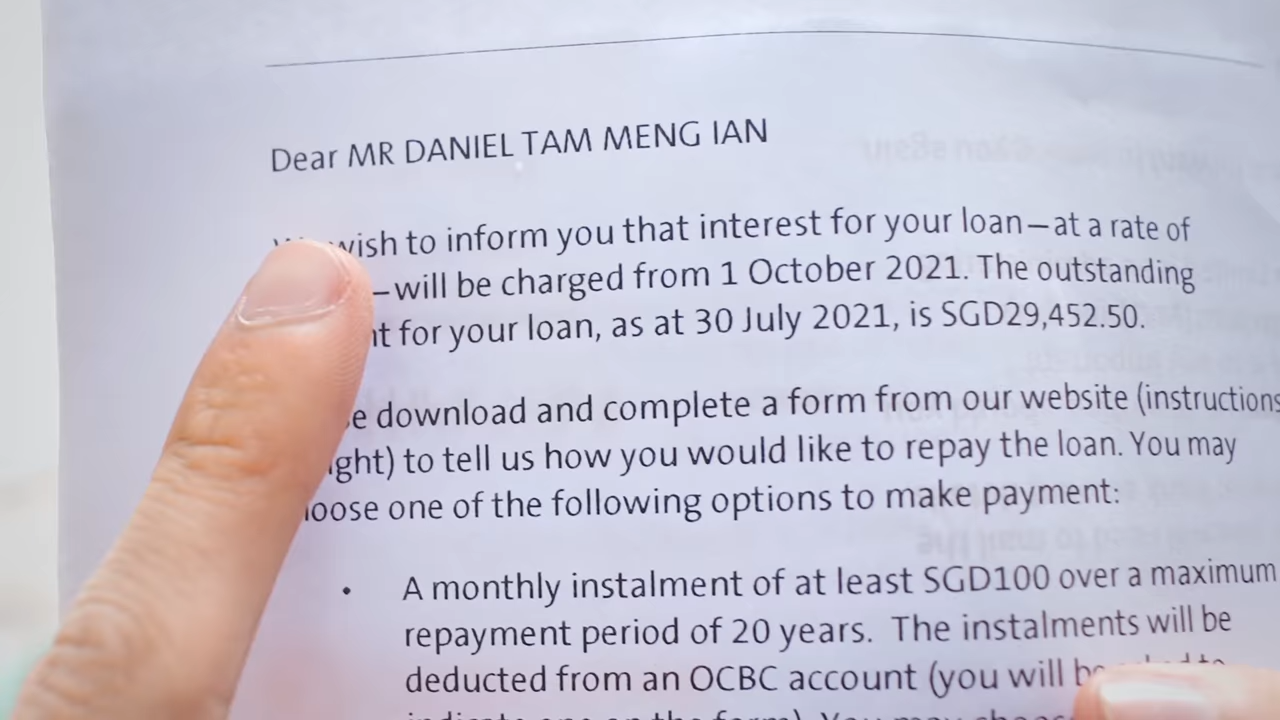 Dear MR DANIEL TAM MENG IAN
wish to inform you that interest for your loan—at a rate of
—will be charged from 1 October 2021. The outstanding
for your loan, as at 30 July 2021, is SGD29,452.50.
download and complete a form from our website (instructions
to tell us how you would like to repay the loan. You may
one of the following options to make payment:
• A monthly instalment of at least SGD100 over a maximum
repayment period of 20 years. The instalments will be
deducted from an OCBC account (you will be